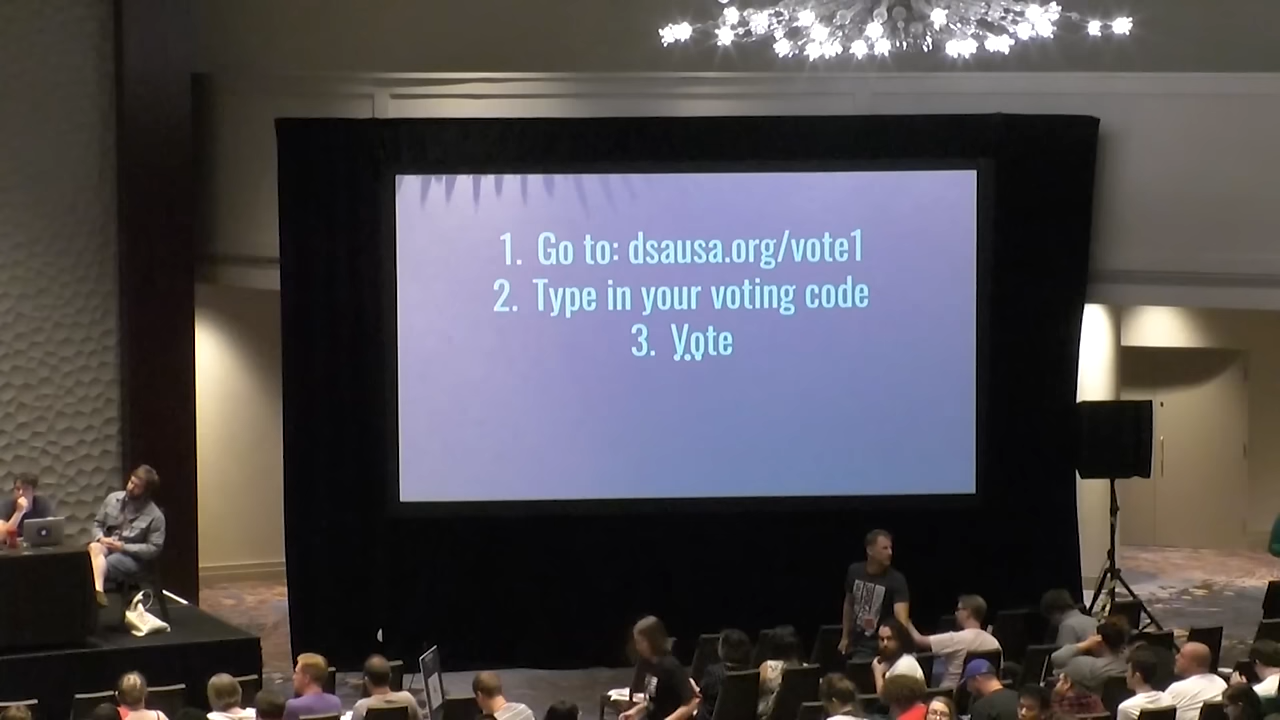 1. Go to: dsausa.org/vote1
2. Type in your voting code
3. Vote